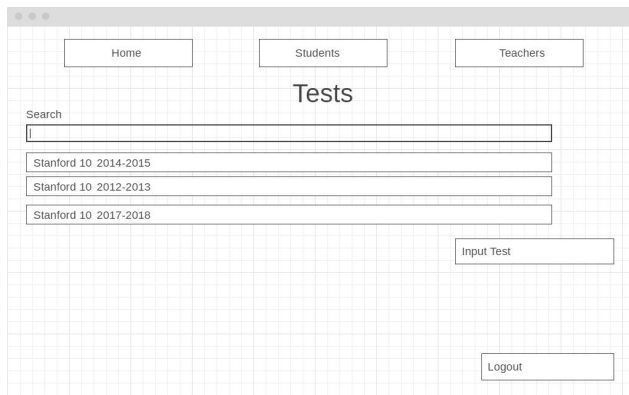 Home Students Teachers
Tests
Search
Stanford 10 2014-2015
Stanford 10 2012-2013
Stanford 10 2017-2018
Input Test
Logout